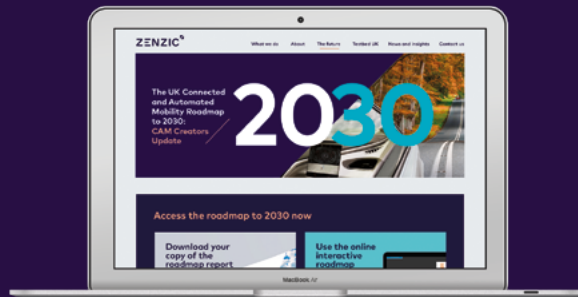 ZENZIC
What we do About The Future Testbed UK News and Insights Contact us
The UK Connected
and Automated
Mobility Roadmap
to 2030:
CAM Creators
Update
2030
Access the roadmap to 2030 now
Download your
copy of the
roadmap report
Use the online
interactive
roadmap
MacBook Air